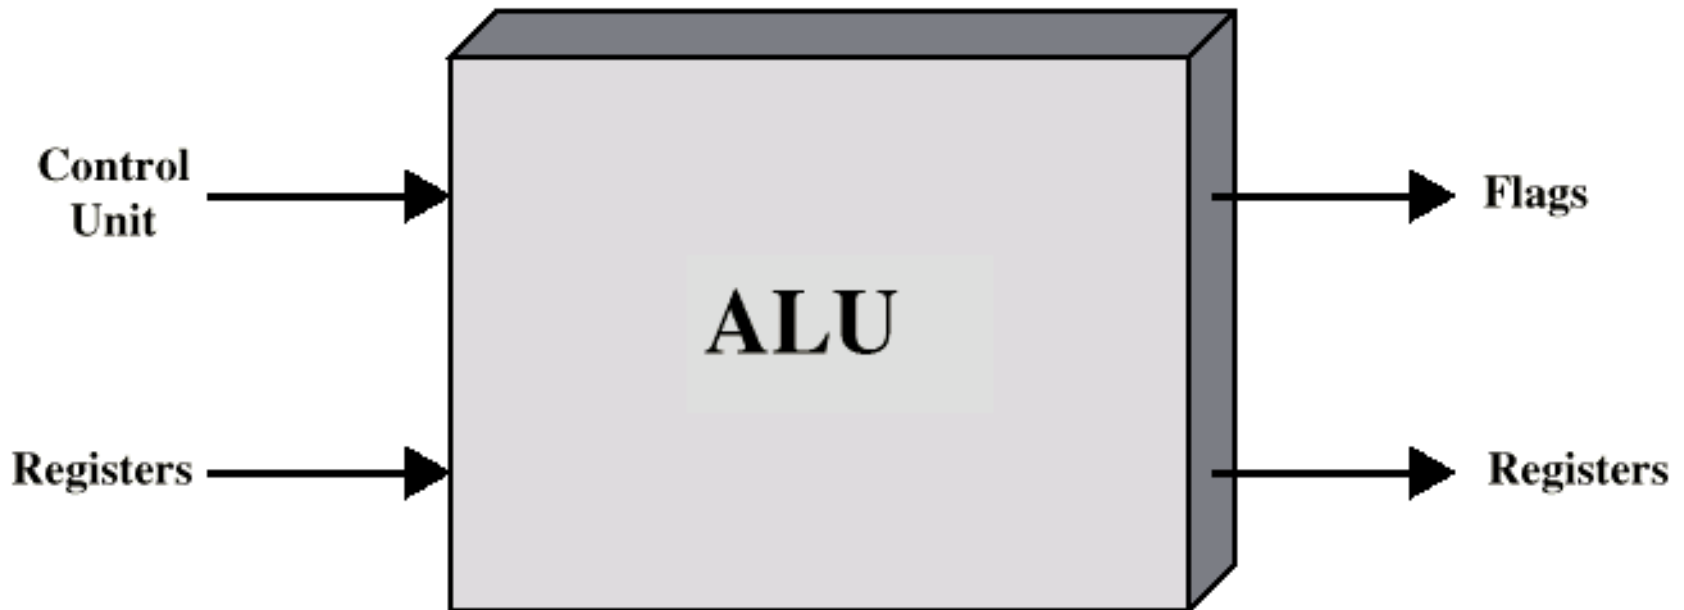 Control
Unit
Flags
ALU
Registers
Registers